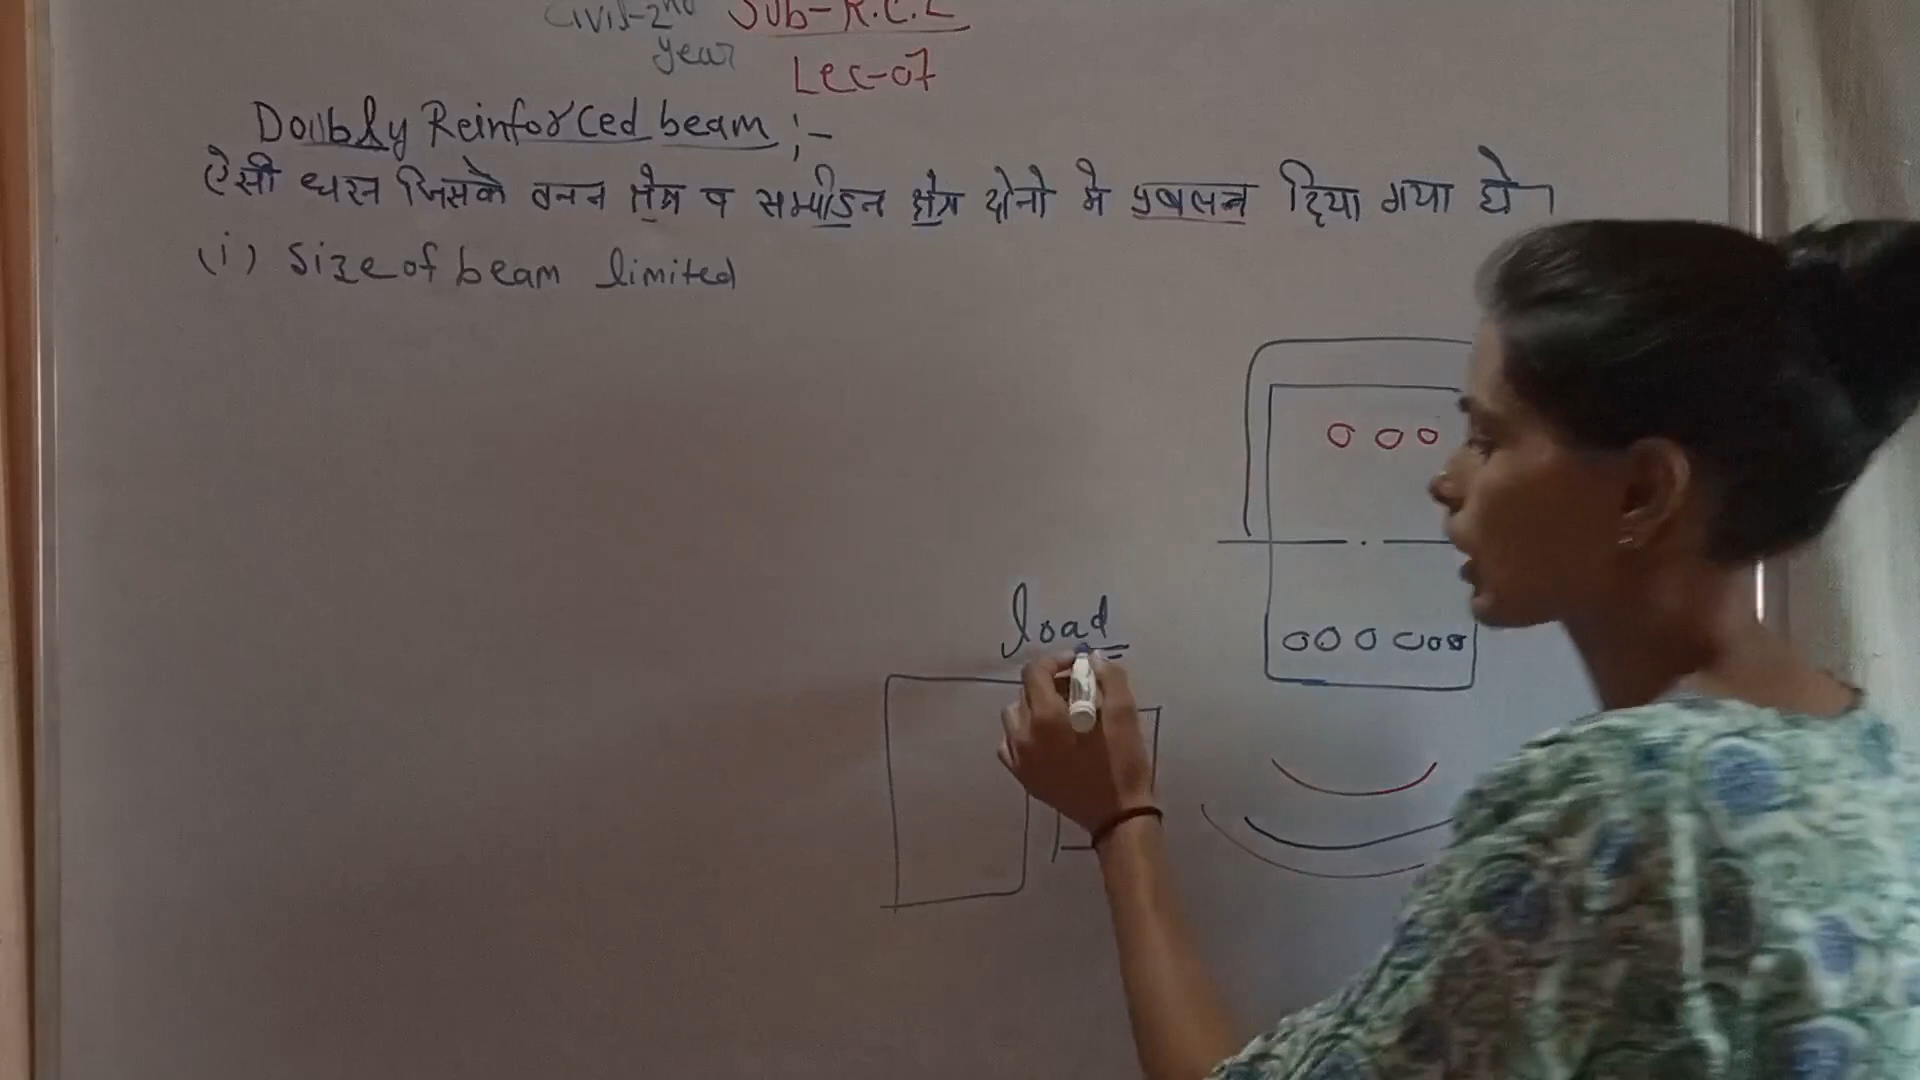 Civil-2nd Sub-R.C.C
year Lec-07
Doubly Reinforced beam :-
ऐसी धरन जिसके तनन क्षेत्र व सम्पीडन क्षेत्र दोनो मे प्रबलन दिया गया हो।
(i) Size of beam limited
load